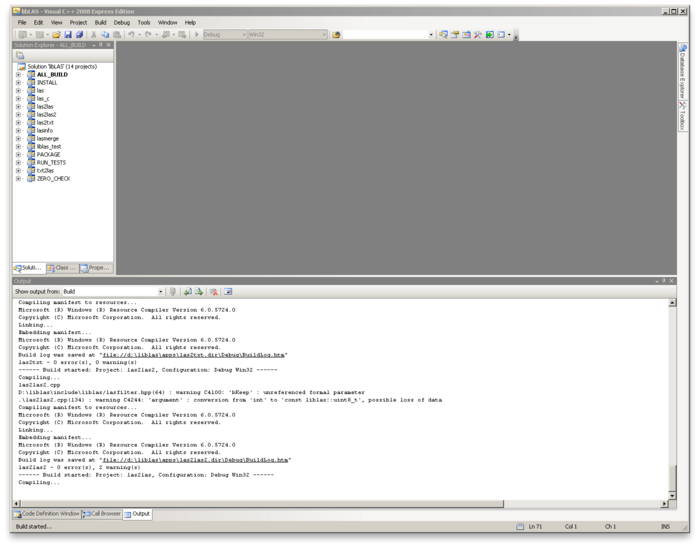 libLAS - Visual C++ 2008 Express Edition
File Edit View Project Build Debug Tools Window Help
Debug Win32
Solution Explorer - ALL_BUILD
Solution 'libLAS' (14 projects)
ALL_BUILD
INSTALL
las
las_c
las2las
las2las2
las2txt
lasinfo
lasmerge
liblas_test
PACKAGE
RUN_TESTS
txt2las
ZERO_CHECK
Database Explorer
Toolbox
Soluti... Class ... Prope...
Output
Show output from: Build
Compiling manifest to resources...
Microsoft (R) Windows (R) Resource Compiler Version 6.0.5724.0
Copyright (C) Microsoft Corporation. All rights reserved.
Linking...
Embedding manifest...
Microsoft (R) Windows (R) Resource Compiler Version 6.0.5724.0
Copyright (C) Microsoft Corporation. All rights reserved.
Build log was saved at "file://d:\liblas\apps\las2txt.dir\Debug\BuildLog.htm"
las2txt - 0 error(s), 0 warning(s)
------ Build started: Project: las2las2, Configuration: Debug Win32 ------
Compiling...
las2las2.cpp
D:\liblas\include\liblas/lasfilter.hpp(64) : warning C4100: 'bKeep' : unreferenced formal parameter
.\las2las2.cpp(134) : warning C4244: 'argument' : conversion from 'int' to 'const liblas::uint8_t', possible loss of data
Compiling manifest to resources...
Microsoft (R) Windows (R) Resource Compiler Version 6.0.5724.0
Copyright (C) Microsoft Corporation. All rights reserved.
Linking...
Embedding manifest...
Microsoft (R) Windows (R) Resource Compiler Version 6.0.5724.0
Copyright (C) Microsoft Corporation. All rights reserved.
Build log was saved at "file://d:\liblas\apps\las2las2.dir\Debug\BuildLog.htm"
las2las2 - 0 error(s), 2 warning(s)
------ Build started: Project: las2las, Configuration: Debug Win32 ------
Compiling...
Code Definition Window Call Browser Output
Build started... Ln 71 Col 1 Ch 1 INS